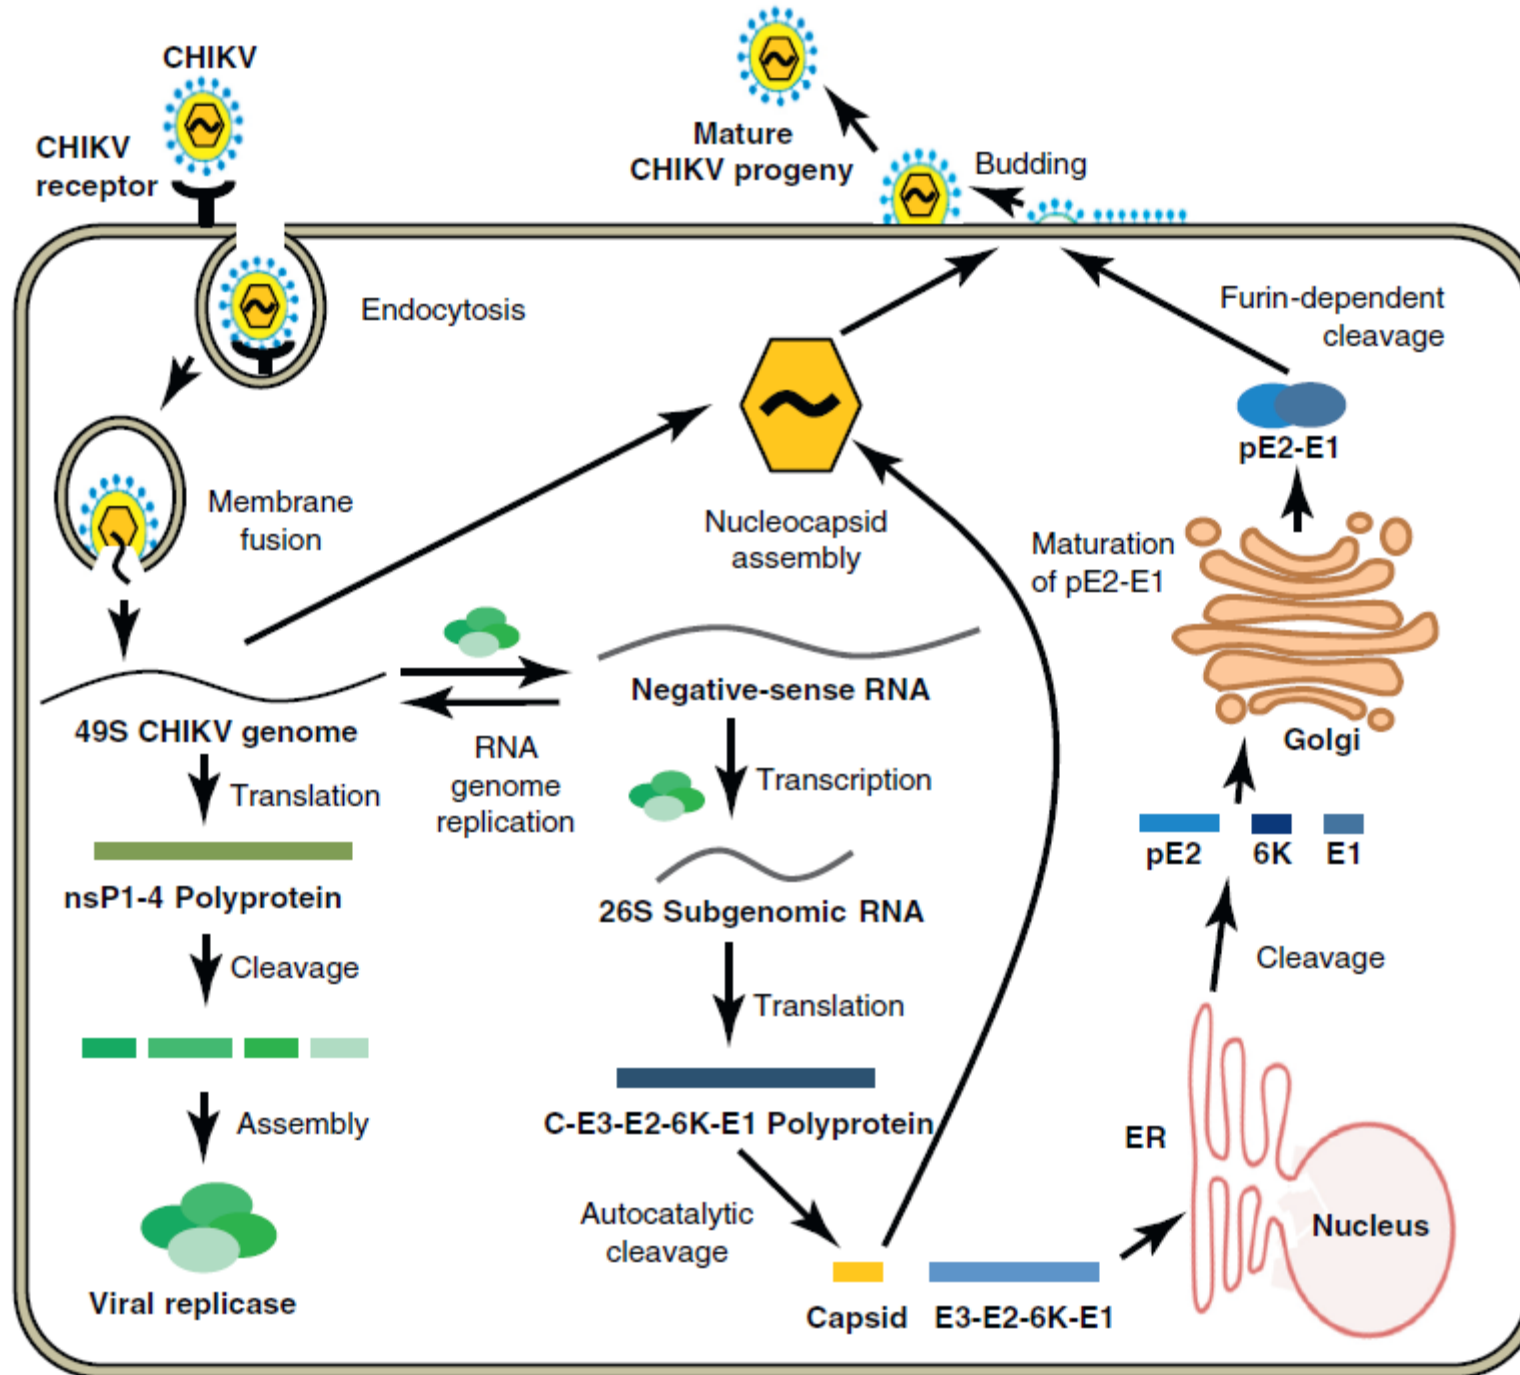 CHIKV
CHIKV
receptor
Endocytosis
Membrane
fusion
49S CHIKV genome
Translation
nsP1-4 Polyprotein
Cleavage
Assembly
Viral replicase
RNA
genome
replication
Negative-sense RNA
Transcription
26S Subgenomic RNA
Translation
C-E3-E2-6K-E1 Polyprotein
Autocatalytic
cleavage
Capsid
E3-E2-6K-E1
Nucleocapsid
assembly
ER
Nucleus
Cleavage
pE2
6K
E1
Golgi
Maturation
of pE2-E1
pE2-E1
Furin-dependent
cleavage
Budding
Mature
CHIKV progeny